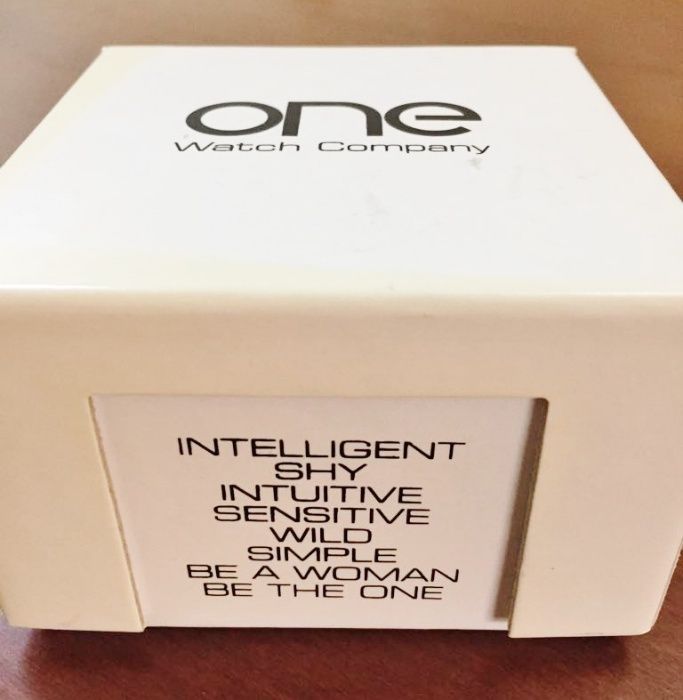 one
Watch Company
INTELLIGENT
SHY
INTUITIVE
SENSITIVE
WILD
SIMPLE
BE A WOMAN
BE THE ONE